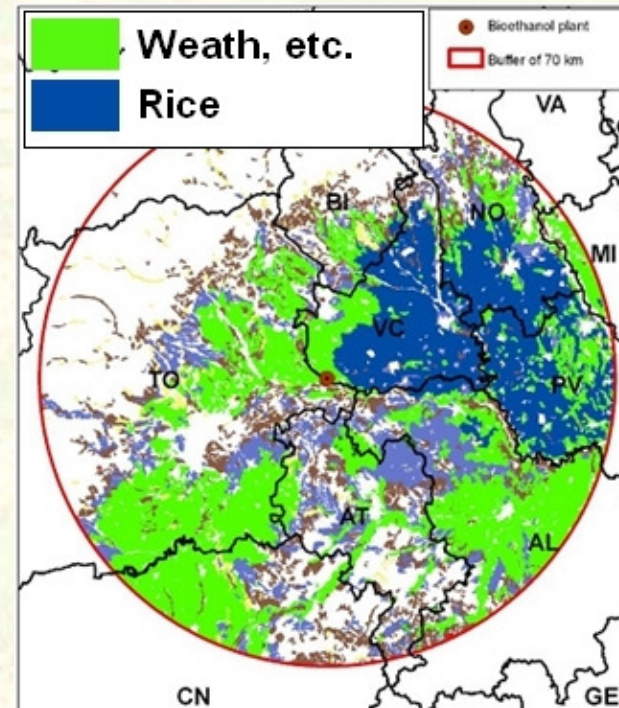 Weath, etc.
Rice
Bioethanol plant
Buffer of 70 km
VA
BI
NO
MI
VC
TO
PV
AT
AL
CN
GE